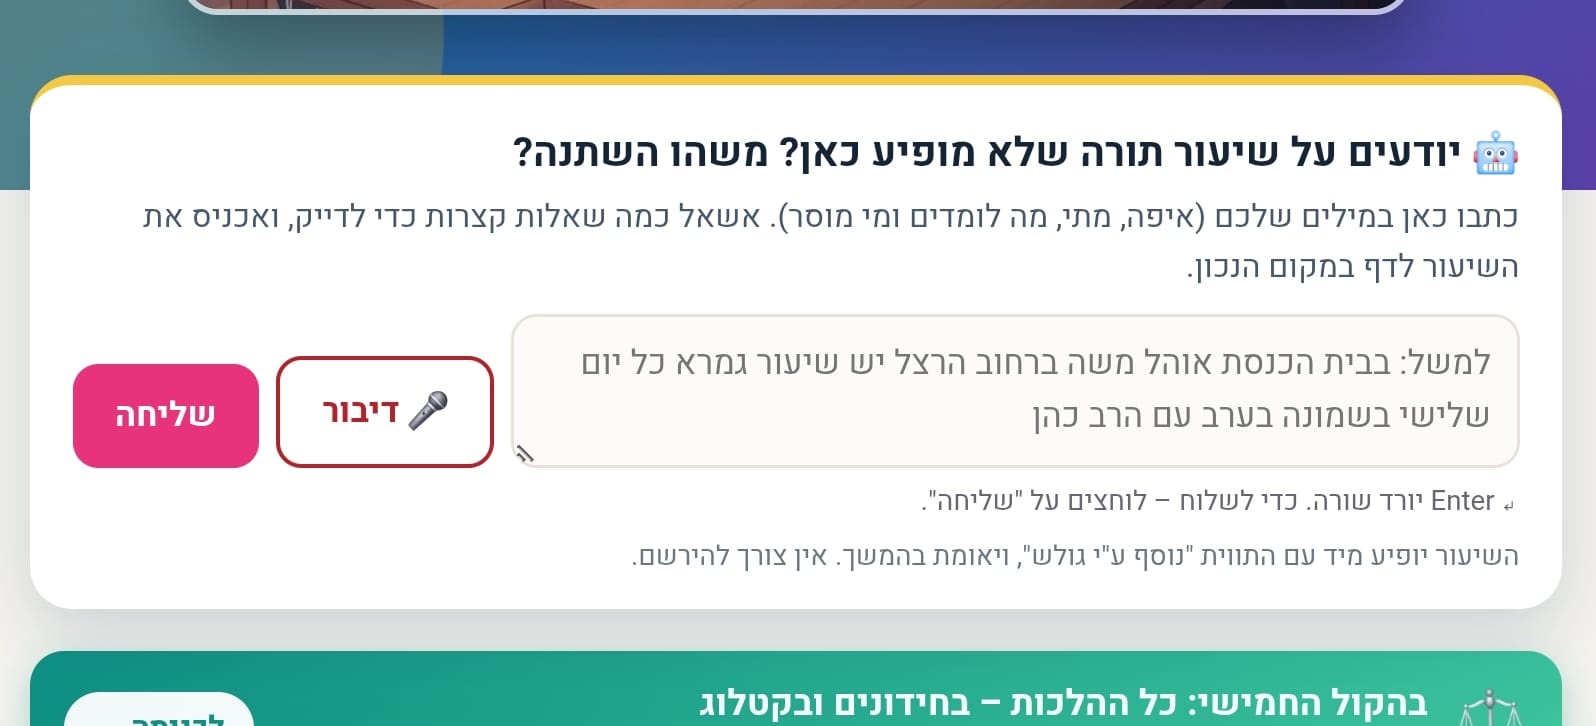 🤖 יודעים על שיעור תורה שלא מופיע כאן? משהו השתנה?
כתבו כאן במילים שלכם (איפה, מתי, מה לומדים ומי מוסר). אשאל כמה שאלות קצרות כדי לדייק, ואכניס את
השיעור לדף במקום הנכון.
למשל: בבית הכנסת אוהל משה ברחוב הרצל יש שיעור גמרא כל יום
שלישי בשמונה בערב עם הרב כהן
🎤 דיבור
שליחה
↵ Enter יורד שורה. כדי לשלוח – לוחצים על "שליחה".
השיעור יופיע מיד עם התווית "נוסף ע"י גולש", ויאומת בהמשך. אין צורך להירשם.
בהקול החמישי: כל ההלכות – בחידונים ובקטלוג